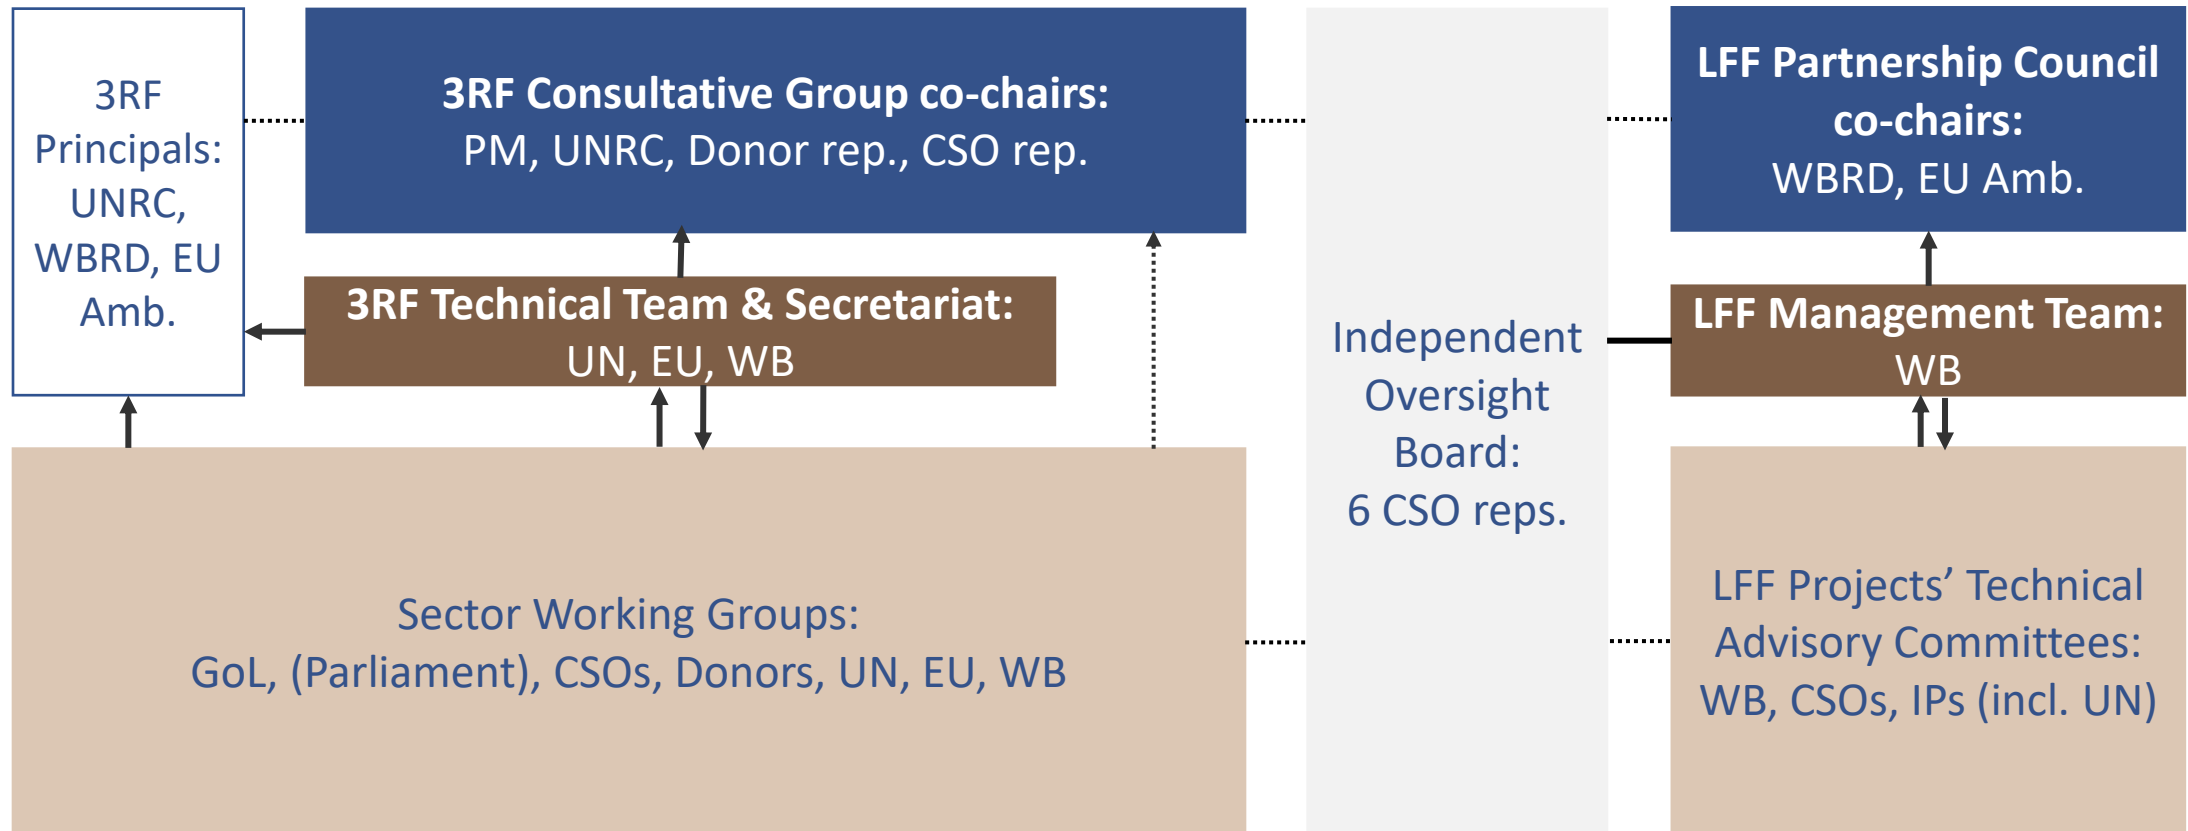 3RF
Principals:
UNRC,
WBRD, EU
Amb.
3RF Consultative Group co-chairs:
PM, UNRC, Donor rep., CSO rep.
3RF Technical Team & Secretariat:
UN, EU, WB
Sector Working Groups:
GoL, (Parliament), CSOs, Donors, UN, EU, WB
Independent
Oversight
Board:
6 CSO reps.
LFF Partnership Council
co-chairs:
WBRD, EU Amb.
LFF Management Team:
WB
LFF Projects’ Technical
Advisory Committees:
WB, CSOs, IPs (incl. UN)